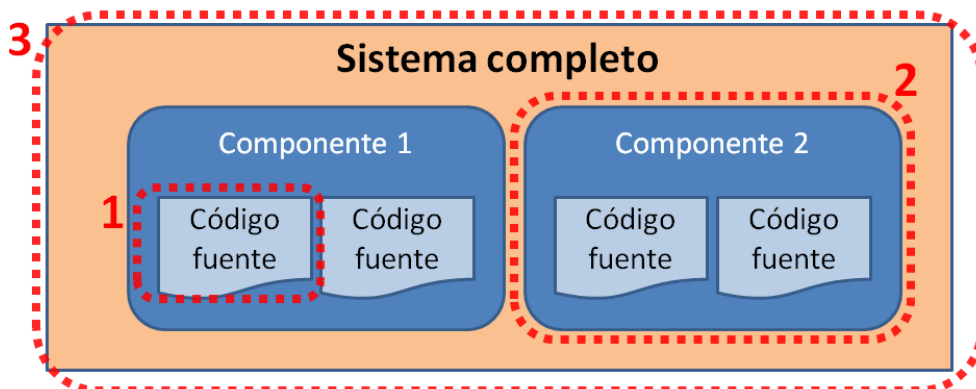 3
Sistema completo
2
Componente 1
Componente 2
1
Código
fuente
Código
fuente
Código
fuente
Código
fuente